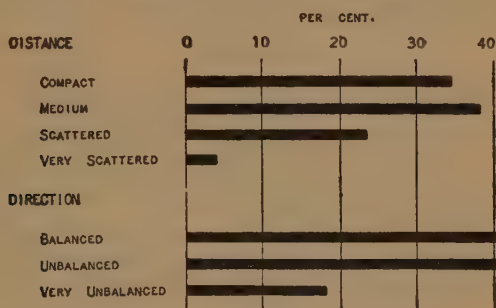 PER CENT.
DISTANCE 0 10 20 30 40
COMPACT
MEDIUM
SCATTERED
VERY SCATTERED
DIRECTION
BALANCED
UNBALANCED
VERY UNBALANCED